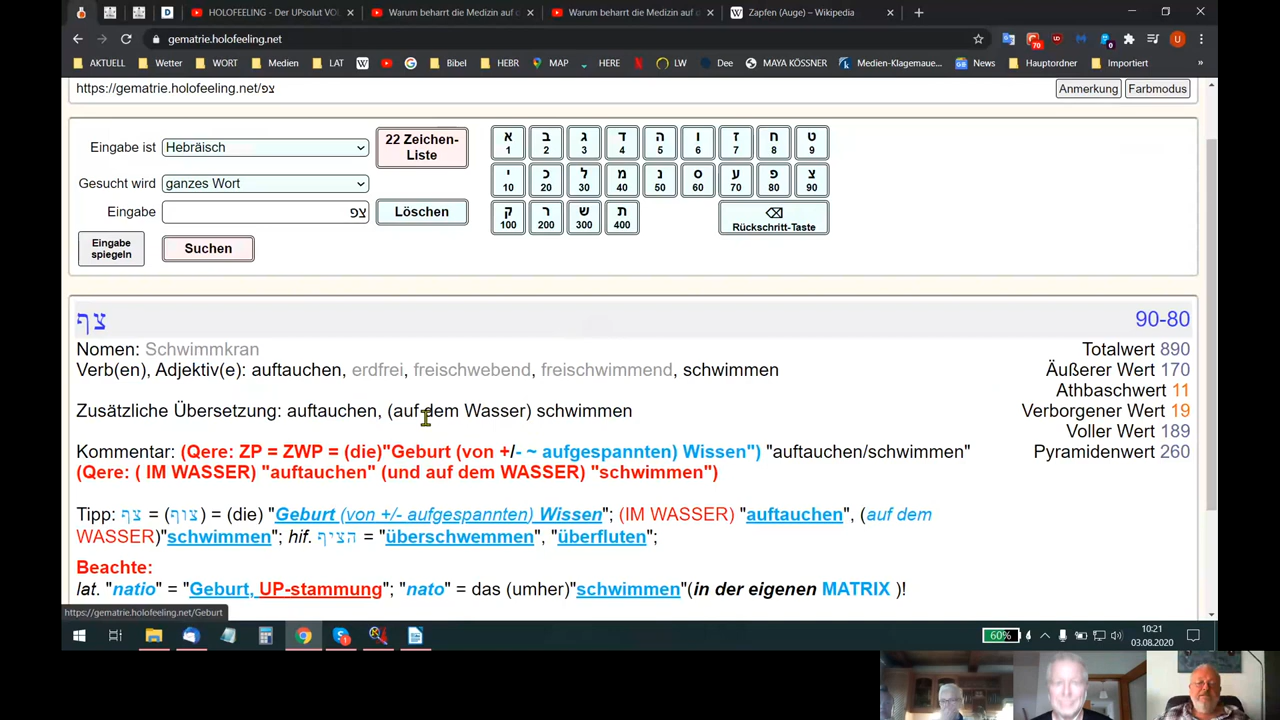 HOLOFEELING - Der UPsolut VO
Warum beharrt die Medizin auf d
Warum beharrt die Medizin auf d
Zapfen (Auge) – Wikipedia
gematrie.holofeeling.net
AKTUELL Wetter WORT Medien LAT Bibel HEBR MAP HERE LW Dee MAYA KÖSSNER Medien-Klagemaue... News Hauptordner Importiert
https://gematrie.holofeeling.net/צפ
Anmerkung Farbmodus
Eingabe ist Hebräisch
22 Zeichen-Liste
Gesucht wird ganzes Wort
Eingabe צפ
Löschen
Eingabe spiegeln
Suchen
א 1 ב 2 ג 3 ד 4 ה 5 ו 6 ז 7 ח 8 ט 9
י 10 כ 20 ל 30 מ 40 נ 50 ס 60 ע 70 פ 80 צ 90
ק 100 ר 200 ש 300 ת 400
Rückschritt-Taste
צף 90-80
Nomen: Schwimmkran
Verb(en), Adjektiv(e): auftauchen, erdfrei, freischwebend, freischwimmend, schwimmen
Zusätzliche Übersetzung: auftauchen, (auf dem Wasser) schwimmen
Totalwert 890
Äußerer Wert 170
Athbaschwert 11
Verborgener Wert 19
Voller Wert 189
Pyramidenwert 260
Kommentar: (Qere: ZP = ZWP = (die)"Geburt (von +/- ~ aufgespannten) Wissen") "auftauchen/schwimmen"
(Qere: ( IM WASSER) "auftauchen" (und auf dem WASSER) "schwimmen")
Tipp: צף = (צוף) = (die) "Geburt (von +/- aufgespannten) Wissen"; (IM WASSER) "auftauchen", (auf dem
WASSER)"schwimmen"; hif. הציף = "überschwemmen", "überfluten";
Beachte:
lat. "natio" = "Geburt, UP-stammung"; "nato" = das (umher)"schwimmen"(in der eigenen MATRIX )!
https://gematrie.holofeeling.net/Geburt
60%
10:21
03.08.2020